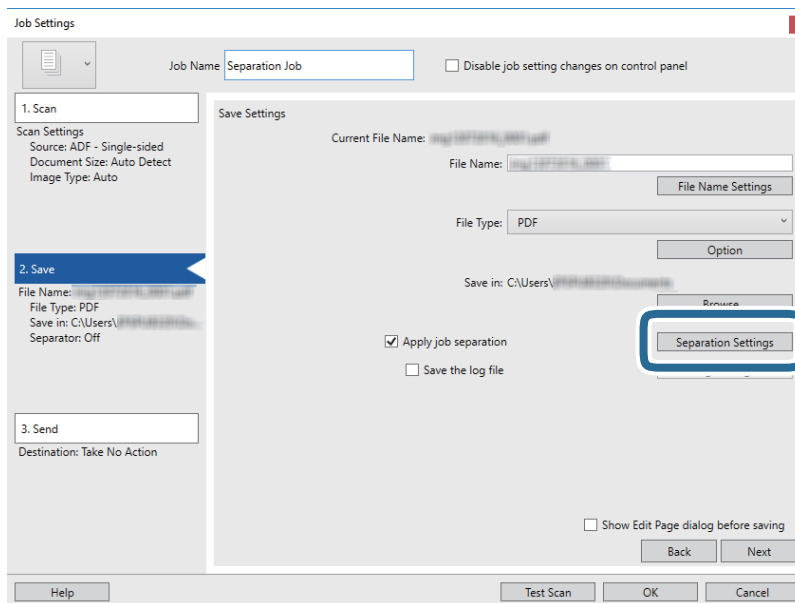 Job Settings
Job Name Separation Job Disable job setting changes on control panel
1. Scan
Scan Settings
Source: ADF - Single-sided
Document Size: Auto Detect
Image Type: Auto
2. Save
File Name:
File Type: PDF
Save in: C:\Users\
Separator: Off
3. Send
Destination: Take No Action
Save Settings
Current File Name:
File Name:
File Name Settings
File Type: PDF
Option
Save in: C:\Users\
Browse
Apply job separation Separation Settings
Save the log file
Show Edit Page dialog before saving
Back Next
Help Test Scan OK Cancel